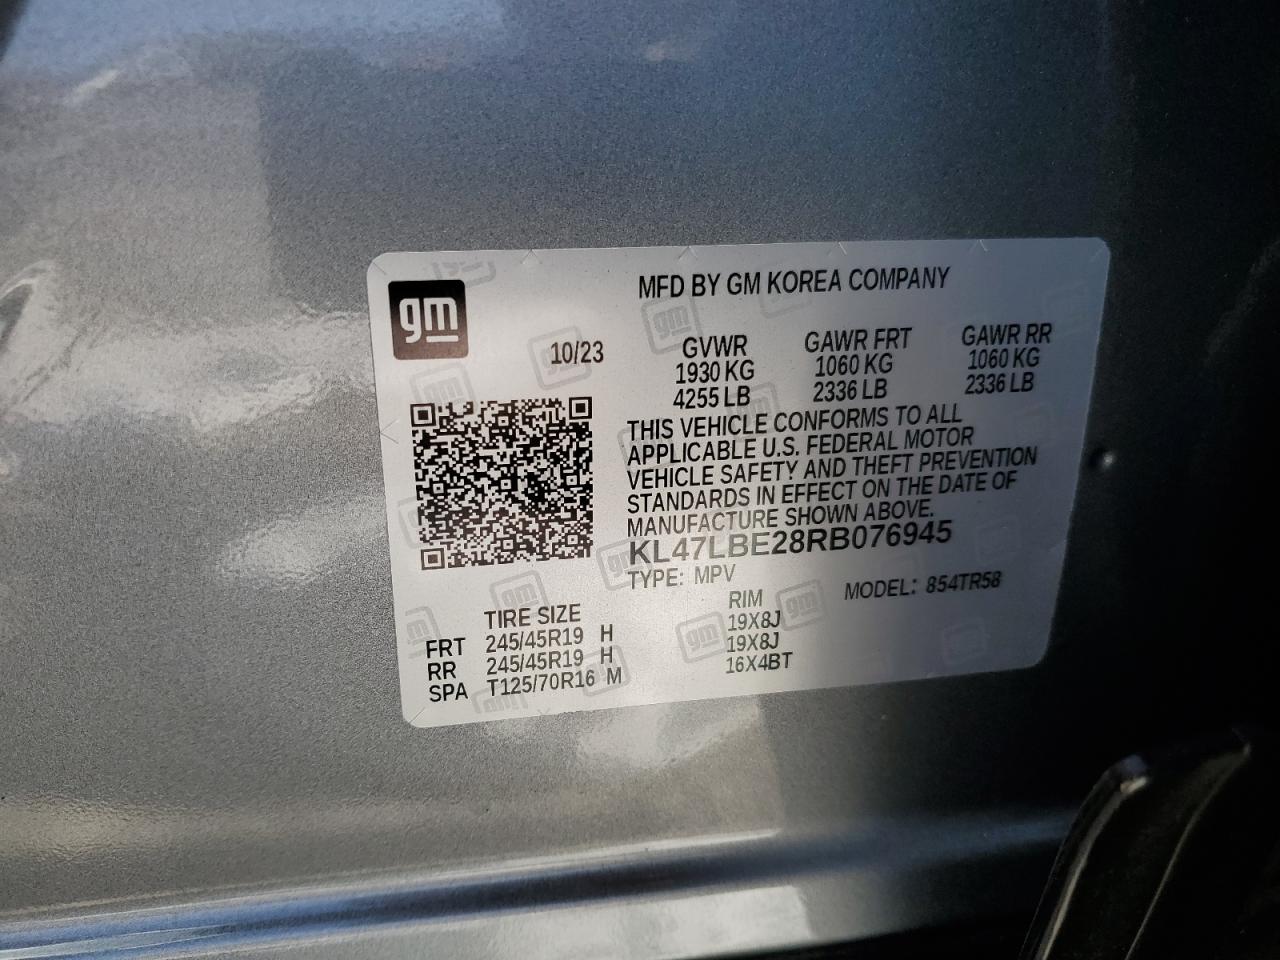 gm
MFD BY GM KOREA COMPANY
10/23
GVWR GAWR FRT GAWR RR
1930 KG 1060 KG 1060 KG
4255 LB 2336 LB 2336 LB
THIS VEHICLE CONFORMS TO ALL
APPLICABLE U.S. FEDERAL MOTOR
VEHICLE SAFETY AND THEFT PREVENTION
STANDARDS IN EFFECT ON THE DATE OF
MANUFACTURE SHOWN ABOVE.
KL47LBE28RB076945
TYPE: MPV MODEL: 854TR58
TIRE SIZE RIM
FRT 245/45R19 H 19X8J
RR 245/45R19 H 19X8J
SPA T125/70R16 M 16X4BT